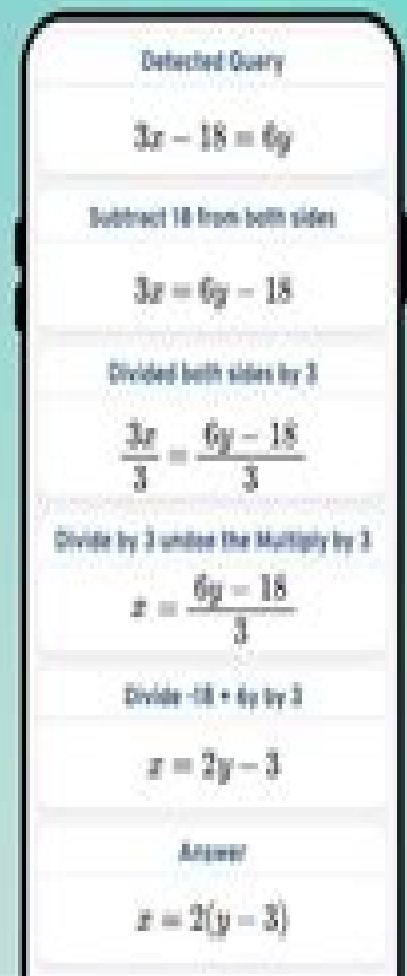 Detected Query
3x − 18 = 6y
Subtract 18 from both sides
3x = 6y − 18
Divided both sides by 3
3x/3 = (6y − 18)/3
Divide by 3 undoe the Multiply by 3
x = (6y − 18)/3
Divide -18 + 6y by 3
x = 2y − 3
Answer
x = 2(y − 3)